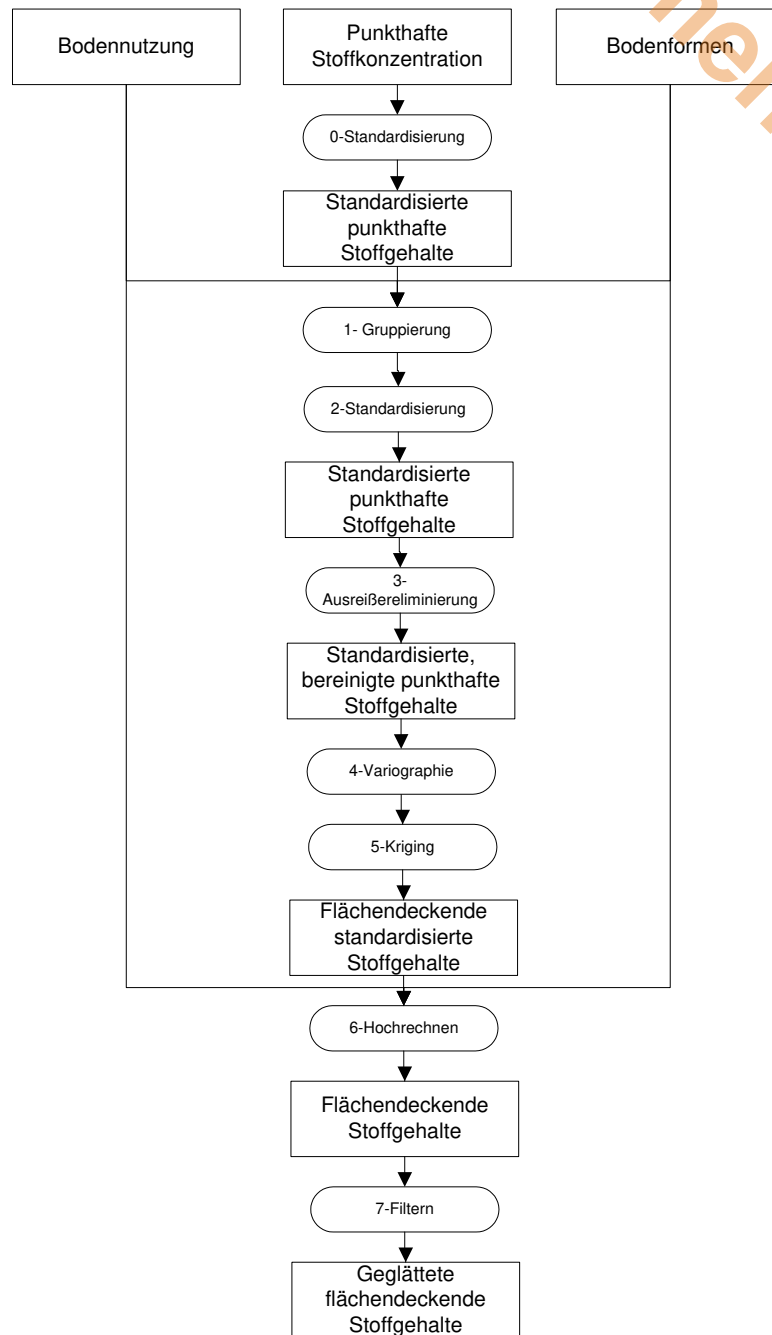 Bodennutzung
Punkthafte
Stoffkonzentration
Bodenformen
0-Standardisierung
Standardisierte
punkthafte
Stoffgehalte
1- Gruppierung
2-Standardisierung
Standardisierte
punkthafte
Stoffgehalte
3-
Ausreißereliminierung
Standardisierte,
bereinigte punkthafte
Stoffgehalte
4-Variographie
5-Kriging
Flächendeckende
standardisierte
Stoffgehalte
6-Hochrechnen
Flächendeckende
Stoffgehalte
7-Filtern
Geglättete
flächendeckende
Stoffgehalte